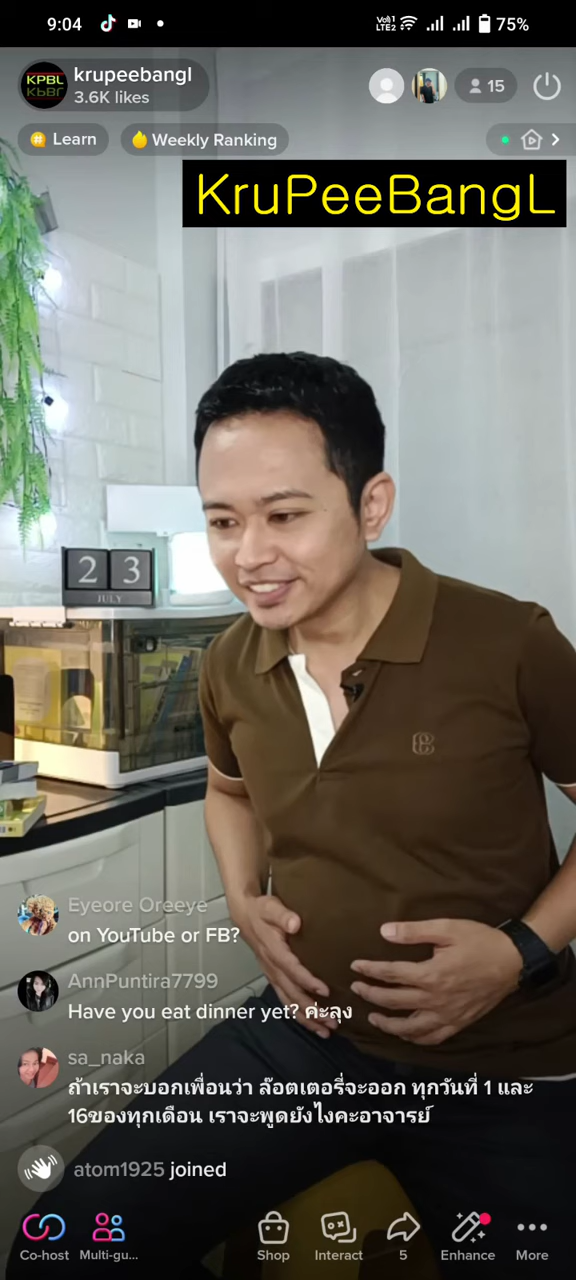 9:04
Vo)) 1
LTE2
75%
KPBL
krupeebangl
3.6K likes
15
Learn
Weekly Ranking
KruPeeBangL
23
JULY
Eyeore Oreeye
on YouTube or FB?
AnnPuntira7799
Have you eat dinner yet? ค่ะลุง
sa_naka
ถ้าเราจะบอกเพื่อนว่า ล๊อตเตอรี่จะออก ทุกวันที่ 1 และ
16ของทุกเดือน เราจะพูดยังไงคะอาจารย์
atom1925 joined
Co-host
Multi-gu...
Shop
Interact
5
Enhance
More